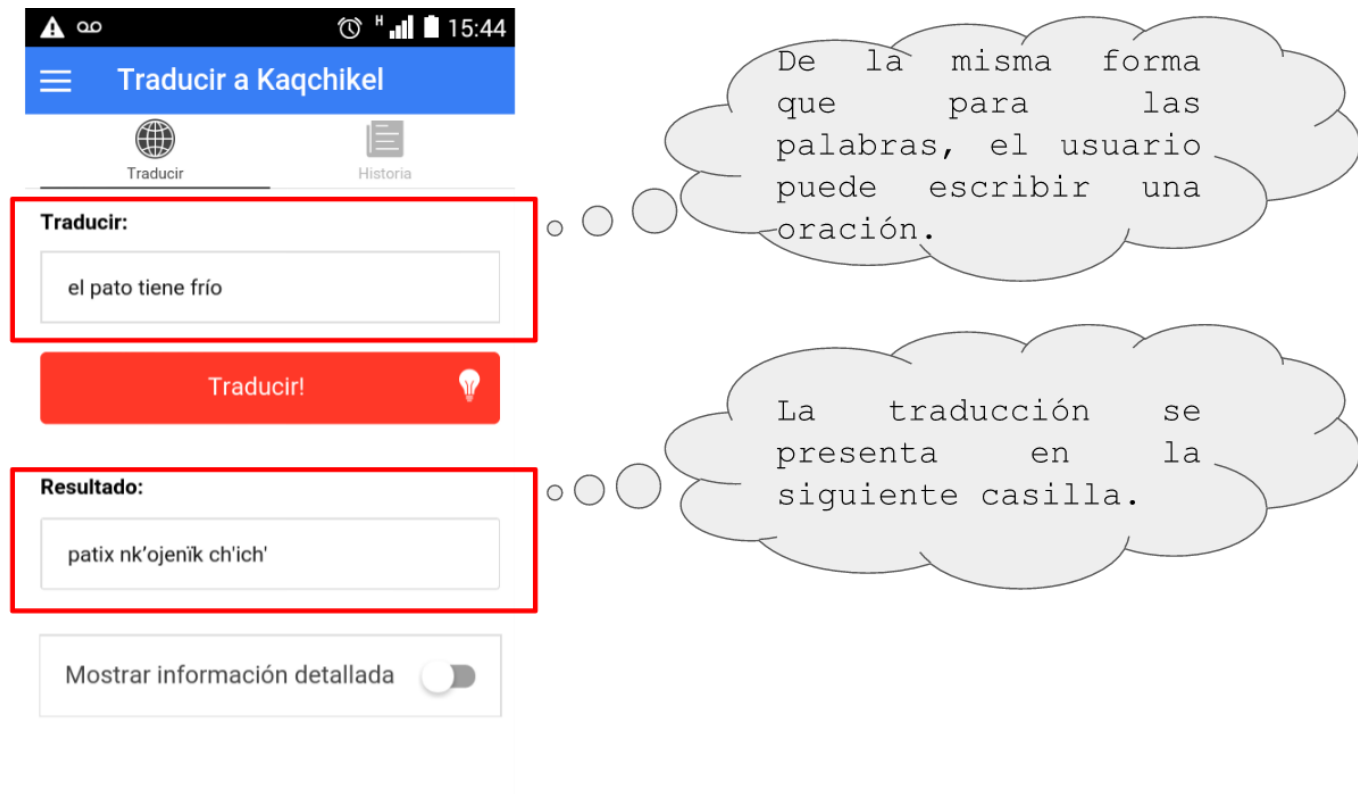 H 15:44
Traducir a Kaqchikel
Traducir Historia
Traducir:
el pato tiene frío
Traducir!
Resultado:
patix nk’ojenïk ch'ich'
Mostrar información detallada
De la misma forma
que para las
palabras, el usuario
puede escribir una
oración.
La traducción se
presenta en la
siguiente casilla.